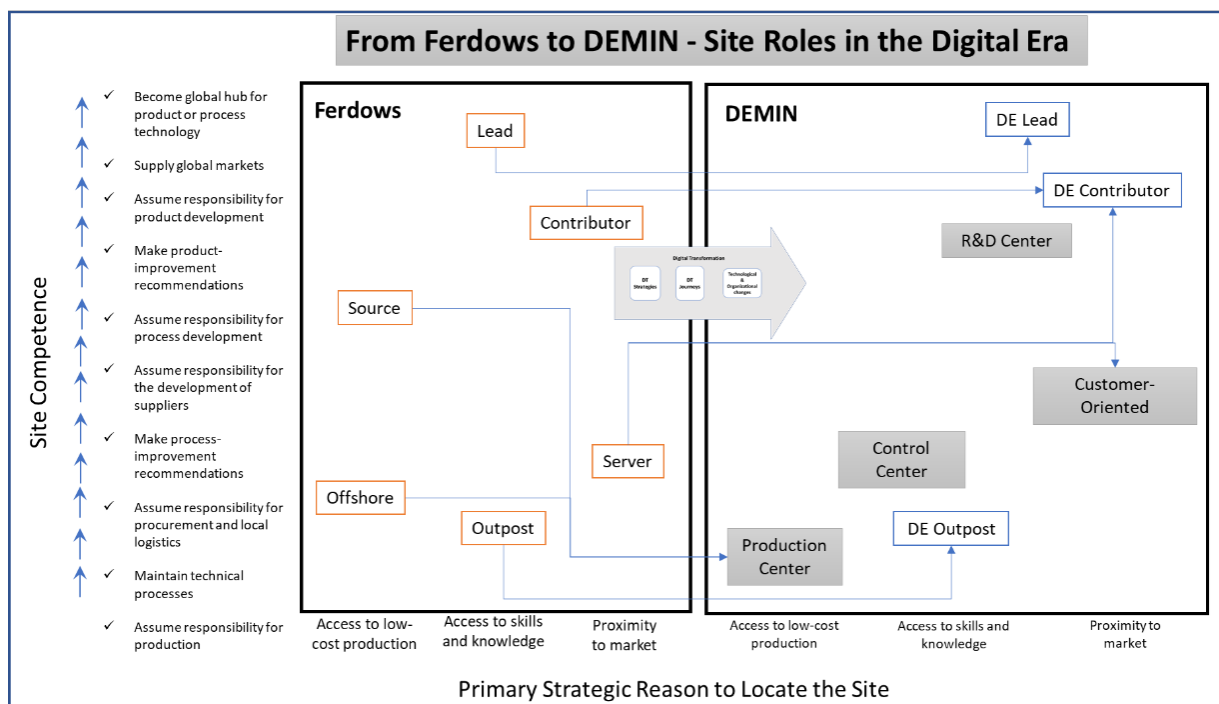 From Ferdows to DEMIN - Site Roles in the Digital Era
Site Competence
✓ Become global hub for
product or process
technology
✓ Supply global markets
✓ Assume responsibility for
product development
✓ Make product-
improvement
recommendations
✓ Assume responsibility for
process development
✓ Assume responsibility for
the development of
suppliers
✓ Make process-
improvement
recommendations
✓ Assume responsibility for
procurement and local
logistics
✓ Maintain technical
processes
✓ Assume responsibility for
production
Ferdows
Lead
Contributor
Source
Server
Offshore
Outpost
Access to low-
cost production
Access to skills
and knowledge
Proximity
to market
Digital Transformation
DT
Strategies
DT
Journeys
Technological
&
Organizational
changes
DEMIN
DE Lead
DE Contributor
R&D Center
Customer-
Oriented
Control
Center
DE Outpost
Production
Center
Access to low-cost
production
Access to skills and
knowledge
Proximity to
market
Primary Strategic Reason to Locate the Site